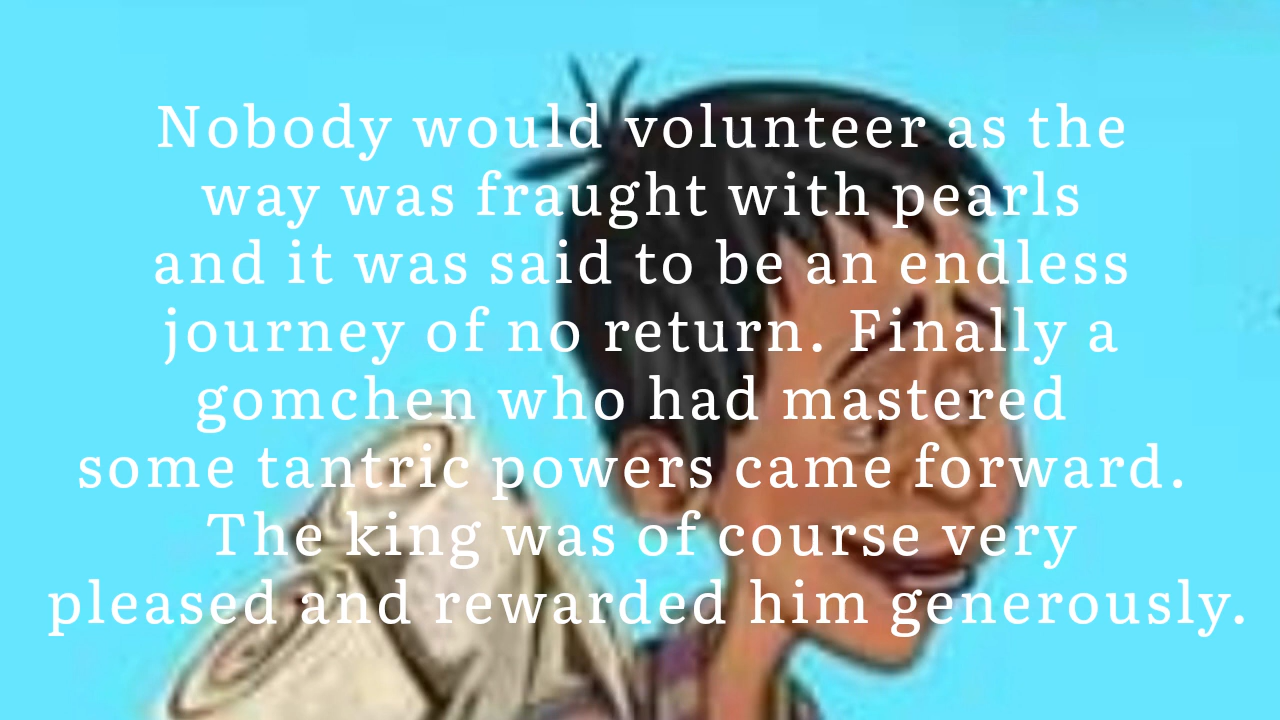 Nobody would volunteer as the
way was fraught with pearls
and it was said to be an endless
journey of no return. Finally a
gomchen who had mastered
some tantric powers came forward.
The king was of course very
pleased and rewarded him generously.